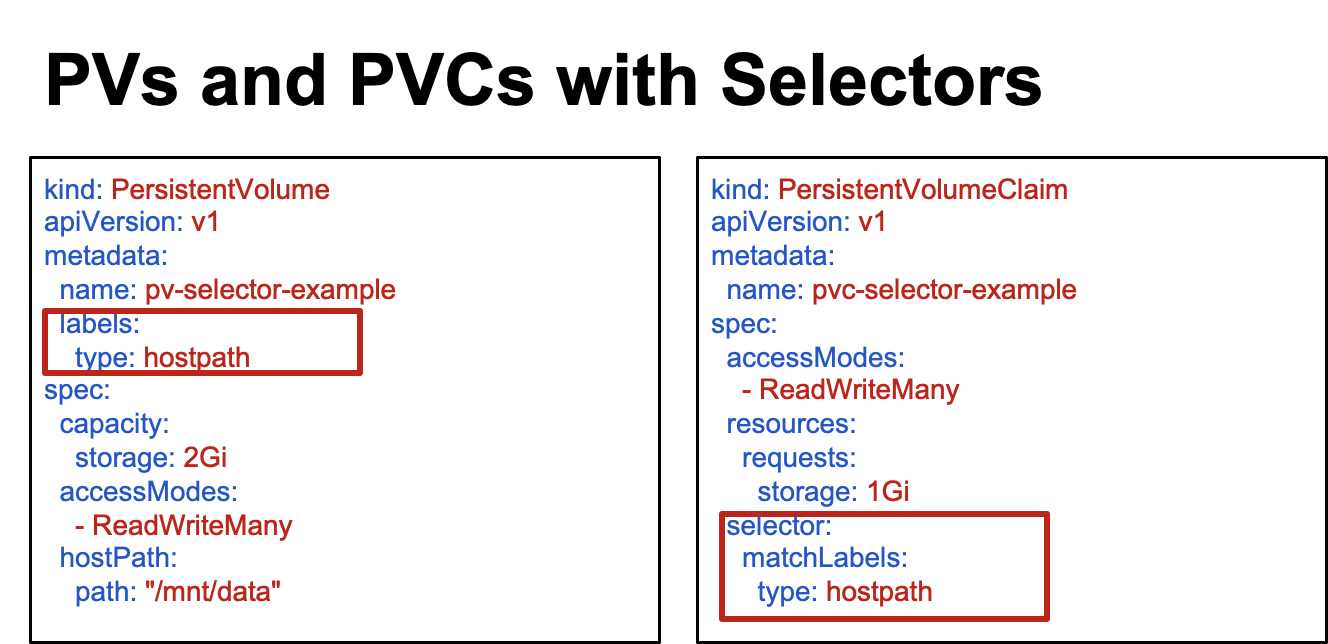 PVs and PVCs with Selectors
kind: PersistentVolume
apiVersion: v1
metadata:
  name: pv-selector-example
  labels:
    type: hostpath
spec:
  capacity:
    storage: 2Gi
  accessModes:
    - ReadWriteMany
  hostPath:
    path: "/mnt/data"
kind: PersistentVolumeClaim
apiVersion: v1
metadata:
  name: pvc-selector-example
spec:
  accessModes:
    - ReadWriteMany
  resources:
    requests:
      storage: 1Gi
  selector:
    matchLabels:
      type: hostpath